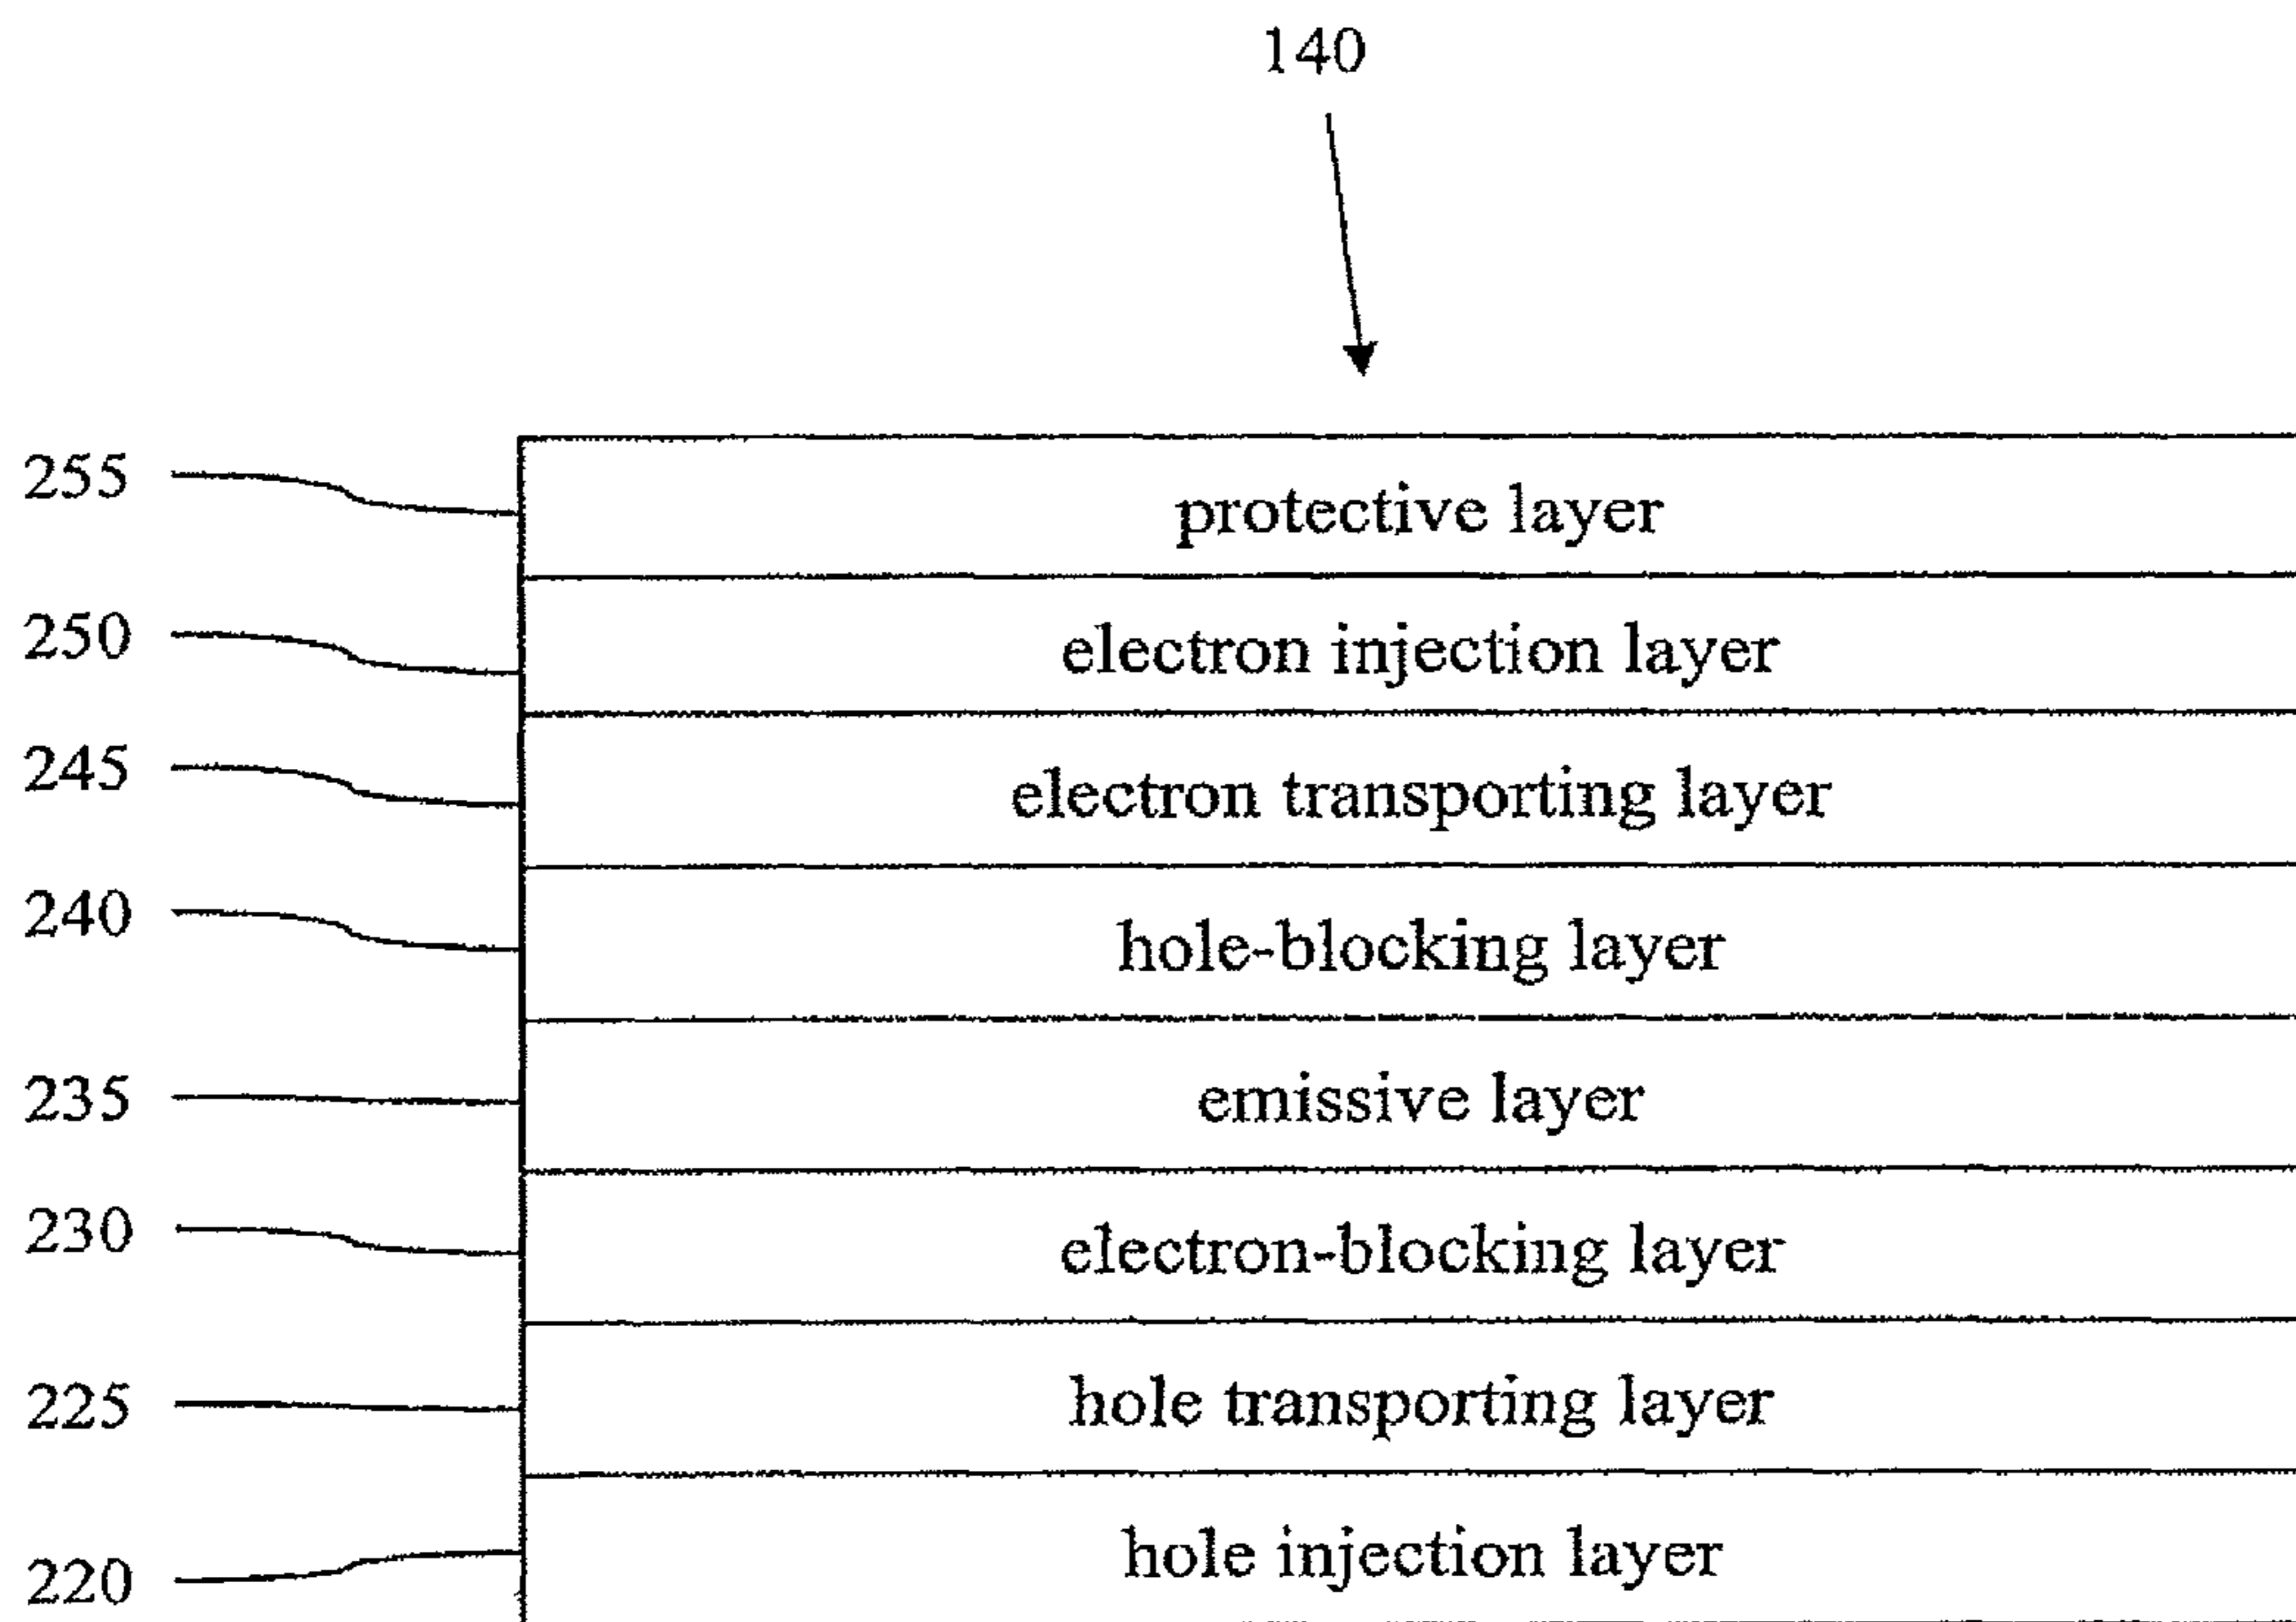 140
255 protective layer
250 electron injection layer
245 electron transporting layer
240 hole-blocking layer
235 emissive layer
230 electron-blocking layer
225 hole transporting layer
220 hole injection layer